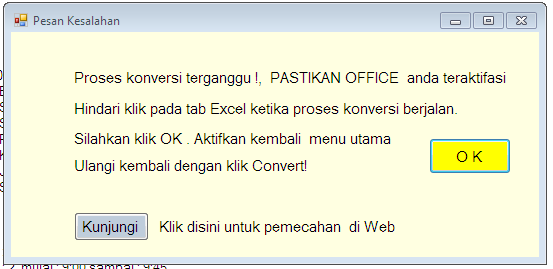 Pesan Kesalahan
Proses konversi terganggu !, PASTIKAN OFFICE anda teraktifasi
Hindari klik pada tab Excel ketika proses konversi berjalan.
Silahkan klik OK . Aktifkan kembali menu utama
Ulangi kembali dengan klik Convert!
O K
Kunjungi Klik disini untuk pemecahan di Web